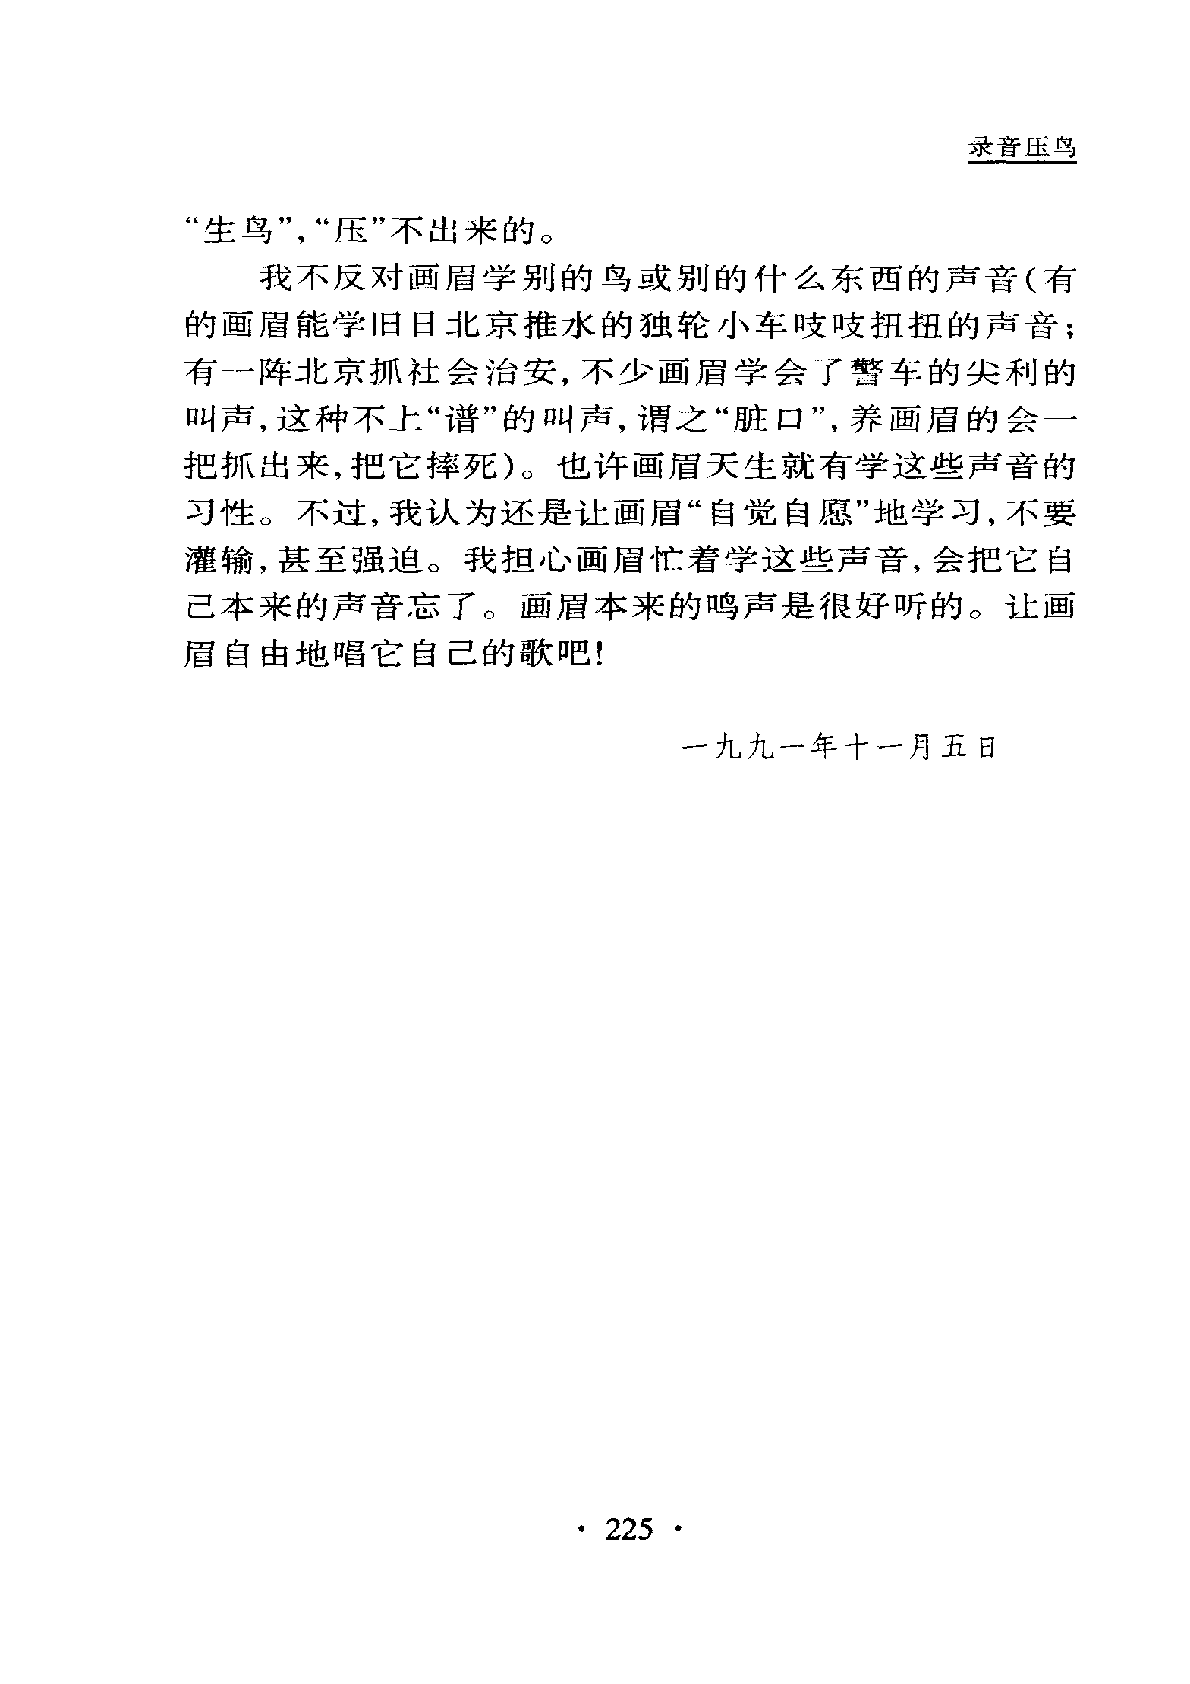 录音压鸟
“生鸟”,“压”不出来的。
我不反对画眉学别的鸟或别的什么东西的声音(有
的画眉能学旧日北京推水的独轮小车吱吱扭扭的声音;
有一阵北京抓社会治安,不少画眉学会了警车的尖利的
叫声,这种不上“谱”的叫声,谓之“脏口”,养画眉的会一
把抓出来,把它摔死)。也许画眉天生就有学这些声音的
习性。不过,我认为还是让画眉“自觉自愿”地学习,不要
灌输,甚至强迫。我担心画眉忙着学这些声音,会把它自
己本来的声音忘了。画眉本来的鸣声是很好听的。让画
眉自由地唱它自己的歌吧!
一九九一年十一月五日
· 225 ·